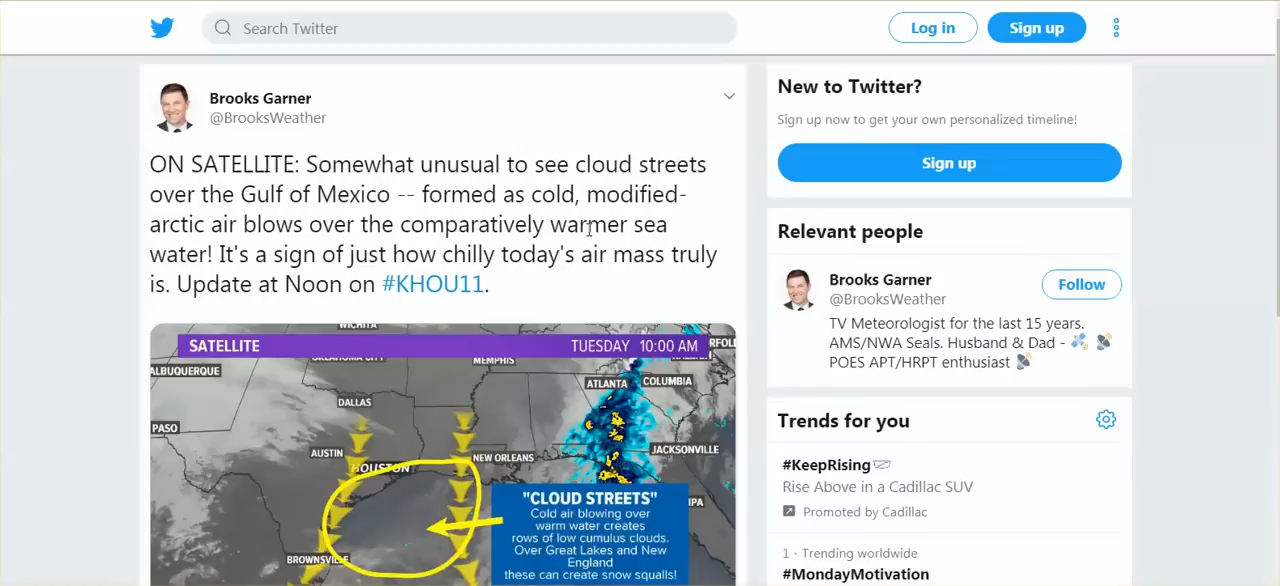 Search Twitter
Log in
Sign up
Brooks Garner
@BrooksWeather
ON SATELLITE: Somewhat unusual to see cloud streets
over the Gulf of Mexico -- formed as cold, modified-
arctic air blows over the comparatively warmer sea
water! It's a sign of just how chilly today's air mass truly
is. Update at Noon on #KHOU11.
WICHITA
SATELLITE
TUESDAY 10:00 AM
OKLAHOMA CITY
MEMPHIS
ALBUQUERQUE
ATLANTA
COLUMBIA
DALLAS
PASO
AUSTIN
HOUSTON
NEW ORLEANS
JACKSONVILLE
"CLOUD STREETS"
Cold air blowing over
warm water creates
rows of low cumulus clouds.
Over Great Lakes and New
England
these can create snow squalls!
BROWNSVILLE
New to Twitter?
Sign up now to get your own personalized timeline!
Sign up
Relevant people
Brooks Garner
@BrooksWeather
Follow
TV Meteorologist for the last 15 years.
AMS/NWA Seals. Husband & Dad -
POES APT/HRPT enthusiast
Trends for you
#KeepRising
Rise Above in a Cadillac SUV
Promoted by Cadillac
1 · Trending worldwide
#MondayMotivation